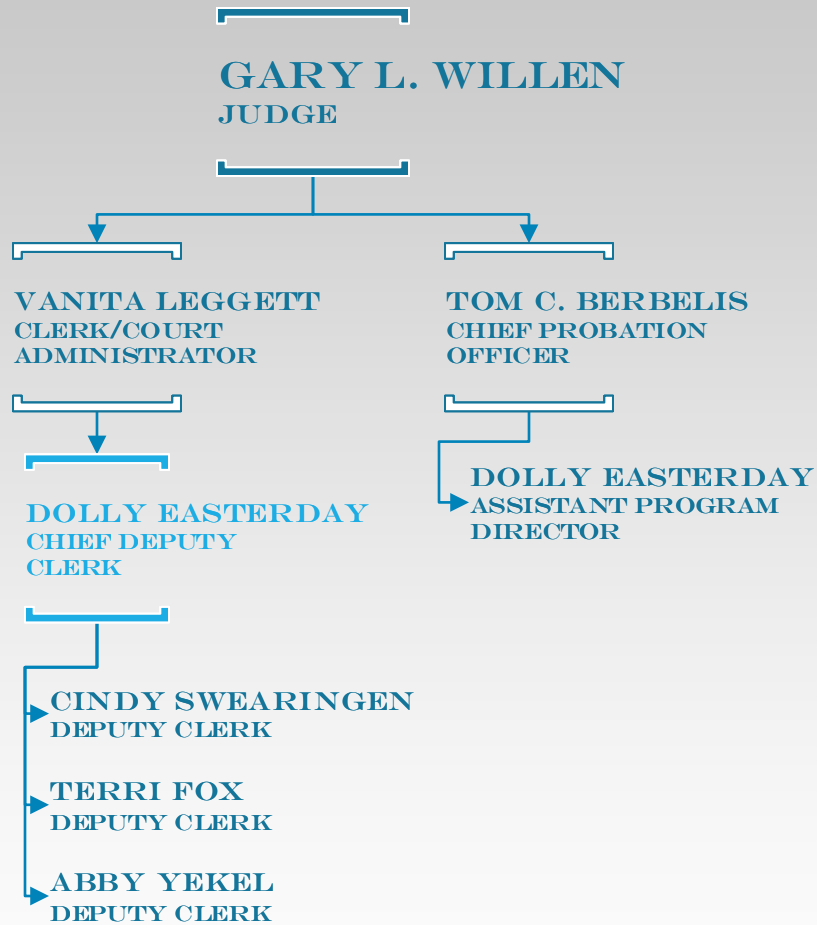 GARY L. WILLEN
JUDGE
VANITA LEGGETT
CLERK/COURT
ADMINISTRATOR
TOM C. BERBELIS
CHIEF PROBATION
OFFICER
DOLLY EASTERDAY
ASSISTANT PROGRAM
DIRECTOR
DOLLY EASTERDAY
CHIEF DEPUTY
CLERK
CINDY SWEARINGEN
DEPUTY CLERK
TERRI FOX
DEPUTY CLERK
ABBY YEKEL
DEPUTY CLERK